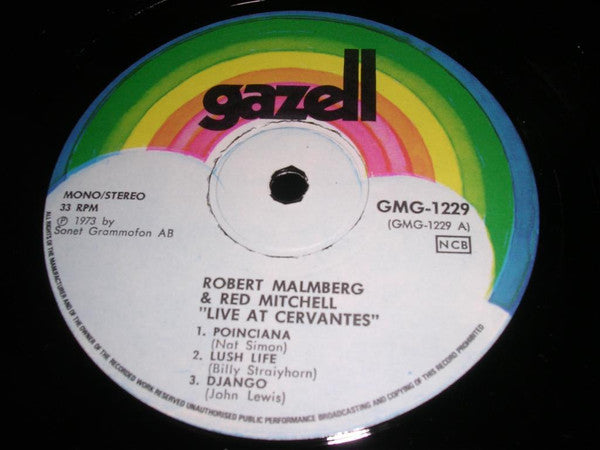 gazell
MONO/STEREO
33 RPM
℗ 1973 by
Sonet Grammofon AB
GMG-1229
(GMG-1229 A)
NCB
ROBERT MALMBERG
& RED MITCHELL
"LIVE AT CERVANTES"
1. POINCIANA
(Nat Simon)
2. LUSH LIFE
(Billy Straiyhorn)
3. DJANGO
(John Lewis)
ALL RIGHTS OF THE MANUFACTURER AND OF THE OWNER OF THE RECORDED WORK RESERVED UNAUTHORISED PUBLIC PERFORMANCE BROADCASTING AND COPYING OF THIS RECORD PROHIBITED